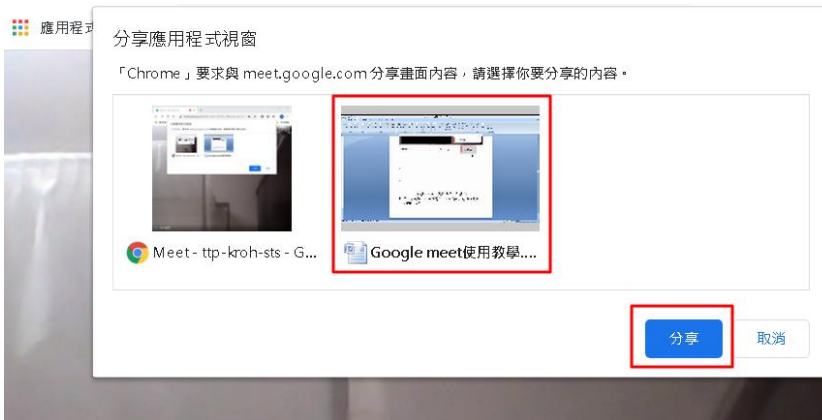 應用程式
分享應用程式視窗
「Chrome」要求與 meet.google.com 分享畫面內容，請選擇你要分享的內容。
Meet - ttp-kroh-sts - G...
Google meet使用教學....
分享
取消